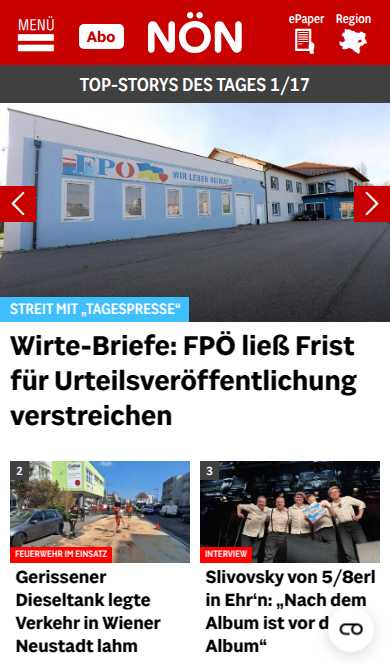 MENÜ
Abo
NÖN
ePaper
Region
TOP-STORYS DES TAGES 1/17
FPÖ WIR LEBEN HEIMAT
STREIT MIT „TAGESPRESSE“
Wirte-Briefe: FPÖ ließ Frist
für Urteilsveröffentlichung
verstreichen
2
FEUERWEHR IM EINSATZ
Gerissener
Dieseltank legte
Verkehr in Wiener
Neustadt lahm
3
INTERVIEW
Slivovsky von 5/8erl
in Ehr‘n: „Nach dem
Album ist vor d
Album“